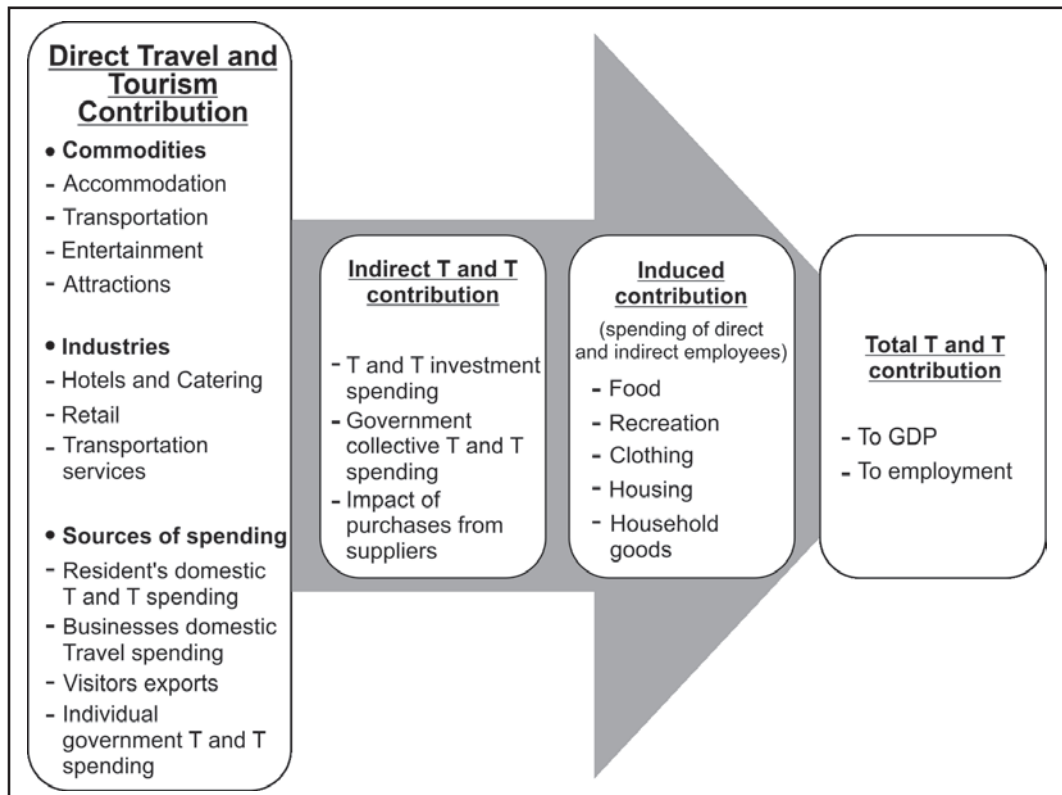 Direct Travel and
Tourism
Contribution
• Commodities
- Accommodation
- Transportation
- Entertainment
- Attractions
• Industries
- Hotels and Catering
- Retail
- Transportation
services
• Sources of spending
- Resident's domestic
T and T spending
- Businesses domestic
Travel spending
- Visitors exports
- Individual
government T and T
spending
Indirect T and T
contribution
- T and T investment
spending
- Government
collective T and T
spending
- Impact of
purchases from
suppliers
Induced
contribution
(spending of direct
and indirect employees)
- Food
- Recreation
- Clothing
- Housing
- Household
goods
Total T and T
contribution
- To GDP
- To employment